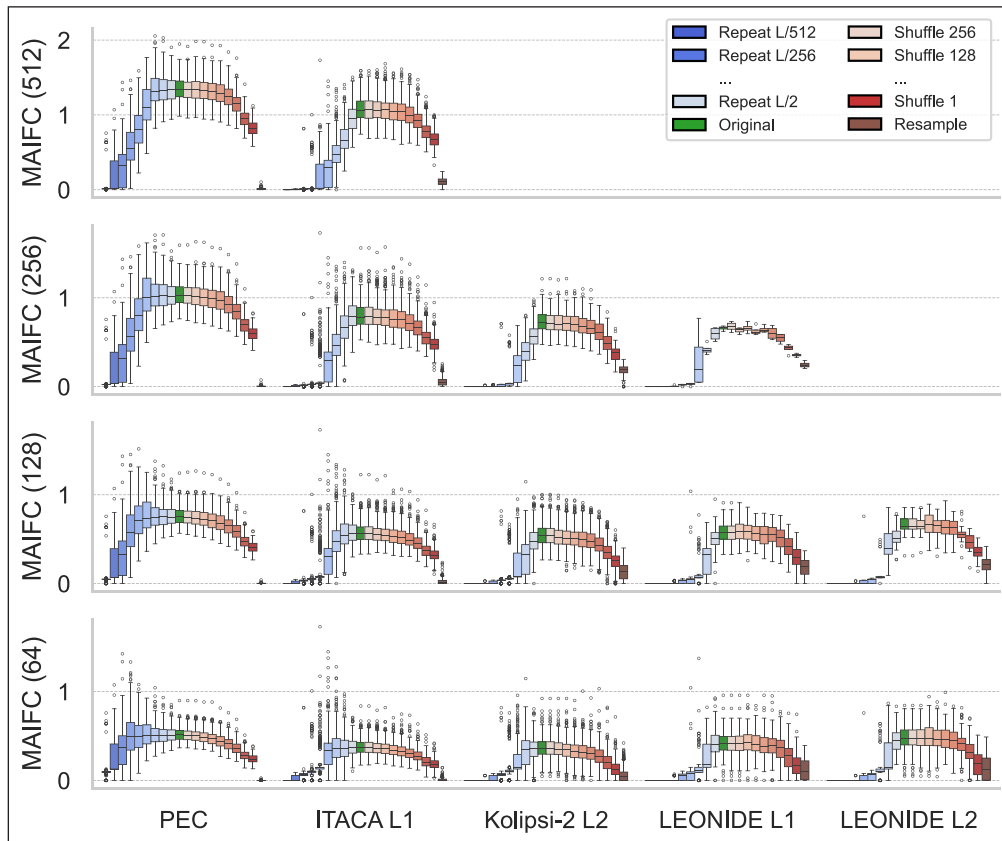 MAIFC (512)
2
1
0
Repeat L/512
Repeat L/256
...
Repeat L/2
Original
Shuffle 256
Shuffle 128
...
Shuffle 1
Resample
MAIFC (256)
1
0
MAIFC (128)
1
0
MAIFC (64)
1
0
PEC
ITACA L1
Kolipsi-2 L2
LEONIDE L1
LEONIDE L2